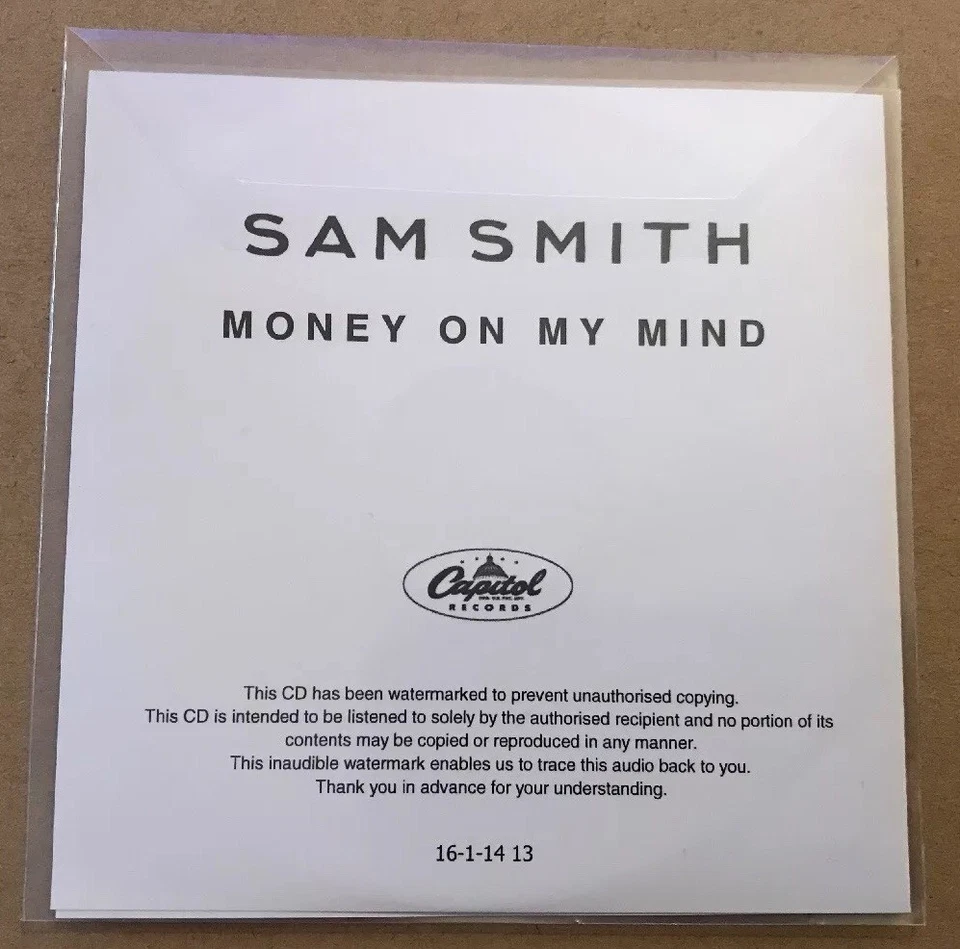 SAM SMITH
MONEY ON MY MIND
Capitol
RECORDS
This CD has been watermarked to prevent unauthorised copying.
This CD is intended to be listened to solely by the authorised recipient and no portion of its
contents may be copied or reproduced in any manner.
This inaudible watermark enables us to trace this audio back to you.
Thank you in advance for your understanding.
16-1-14 13